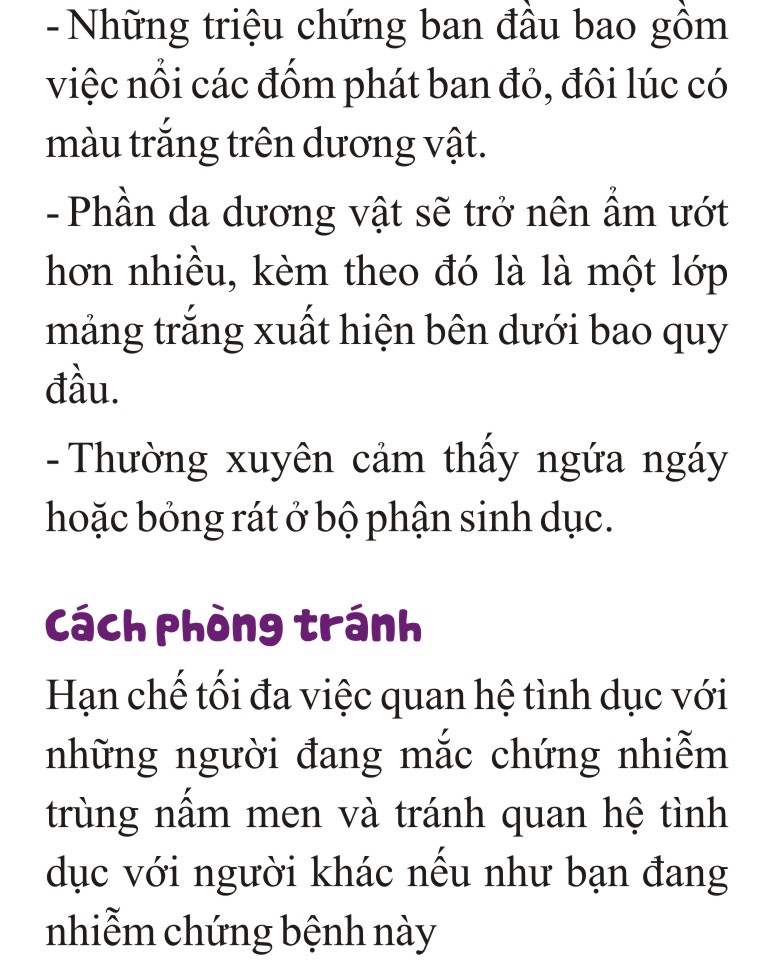 - Những triệu chứng ban đầu bao gồm
việc nổi các đốm phát ban đỏ, đôi lúc có
màu trắng trên dương vật.
- Phần da dương vật sẽ trở nên ẩm ướt
hơn nhiều, kèm theo đó là là một lớp
mảng trắng xuất hiện bên dưới bao quy
đầu.
- Thường xuyên cảm thấy ngứa ngáy
hoặc bỏng rát ở bộ phận sinh dục.
Cách phòng tránh
Hạn chế tối đa việc quan hệ tình dục với
những người đang mắc chứng nhiễm
trùng nấm men và tránh quan hệ tình
dục với người khác nếu như bạn đang
nhiễm chứng bệnh này